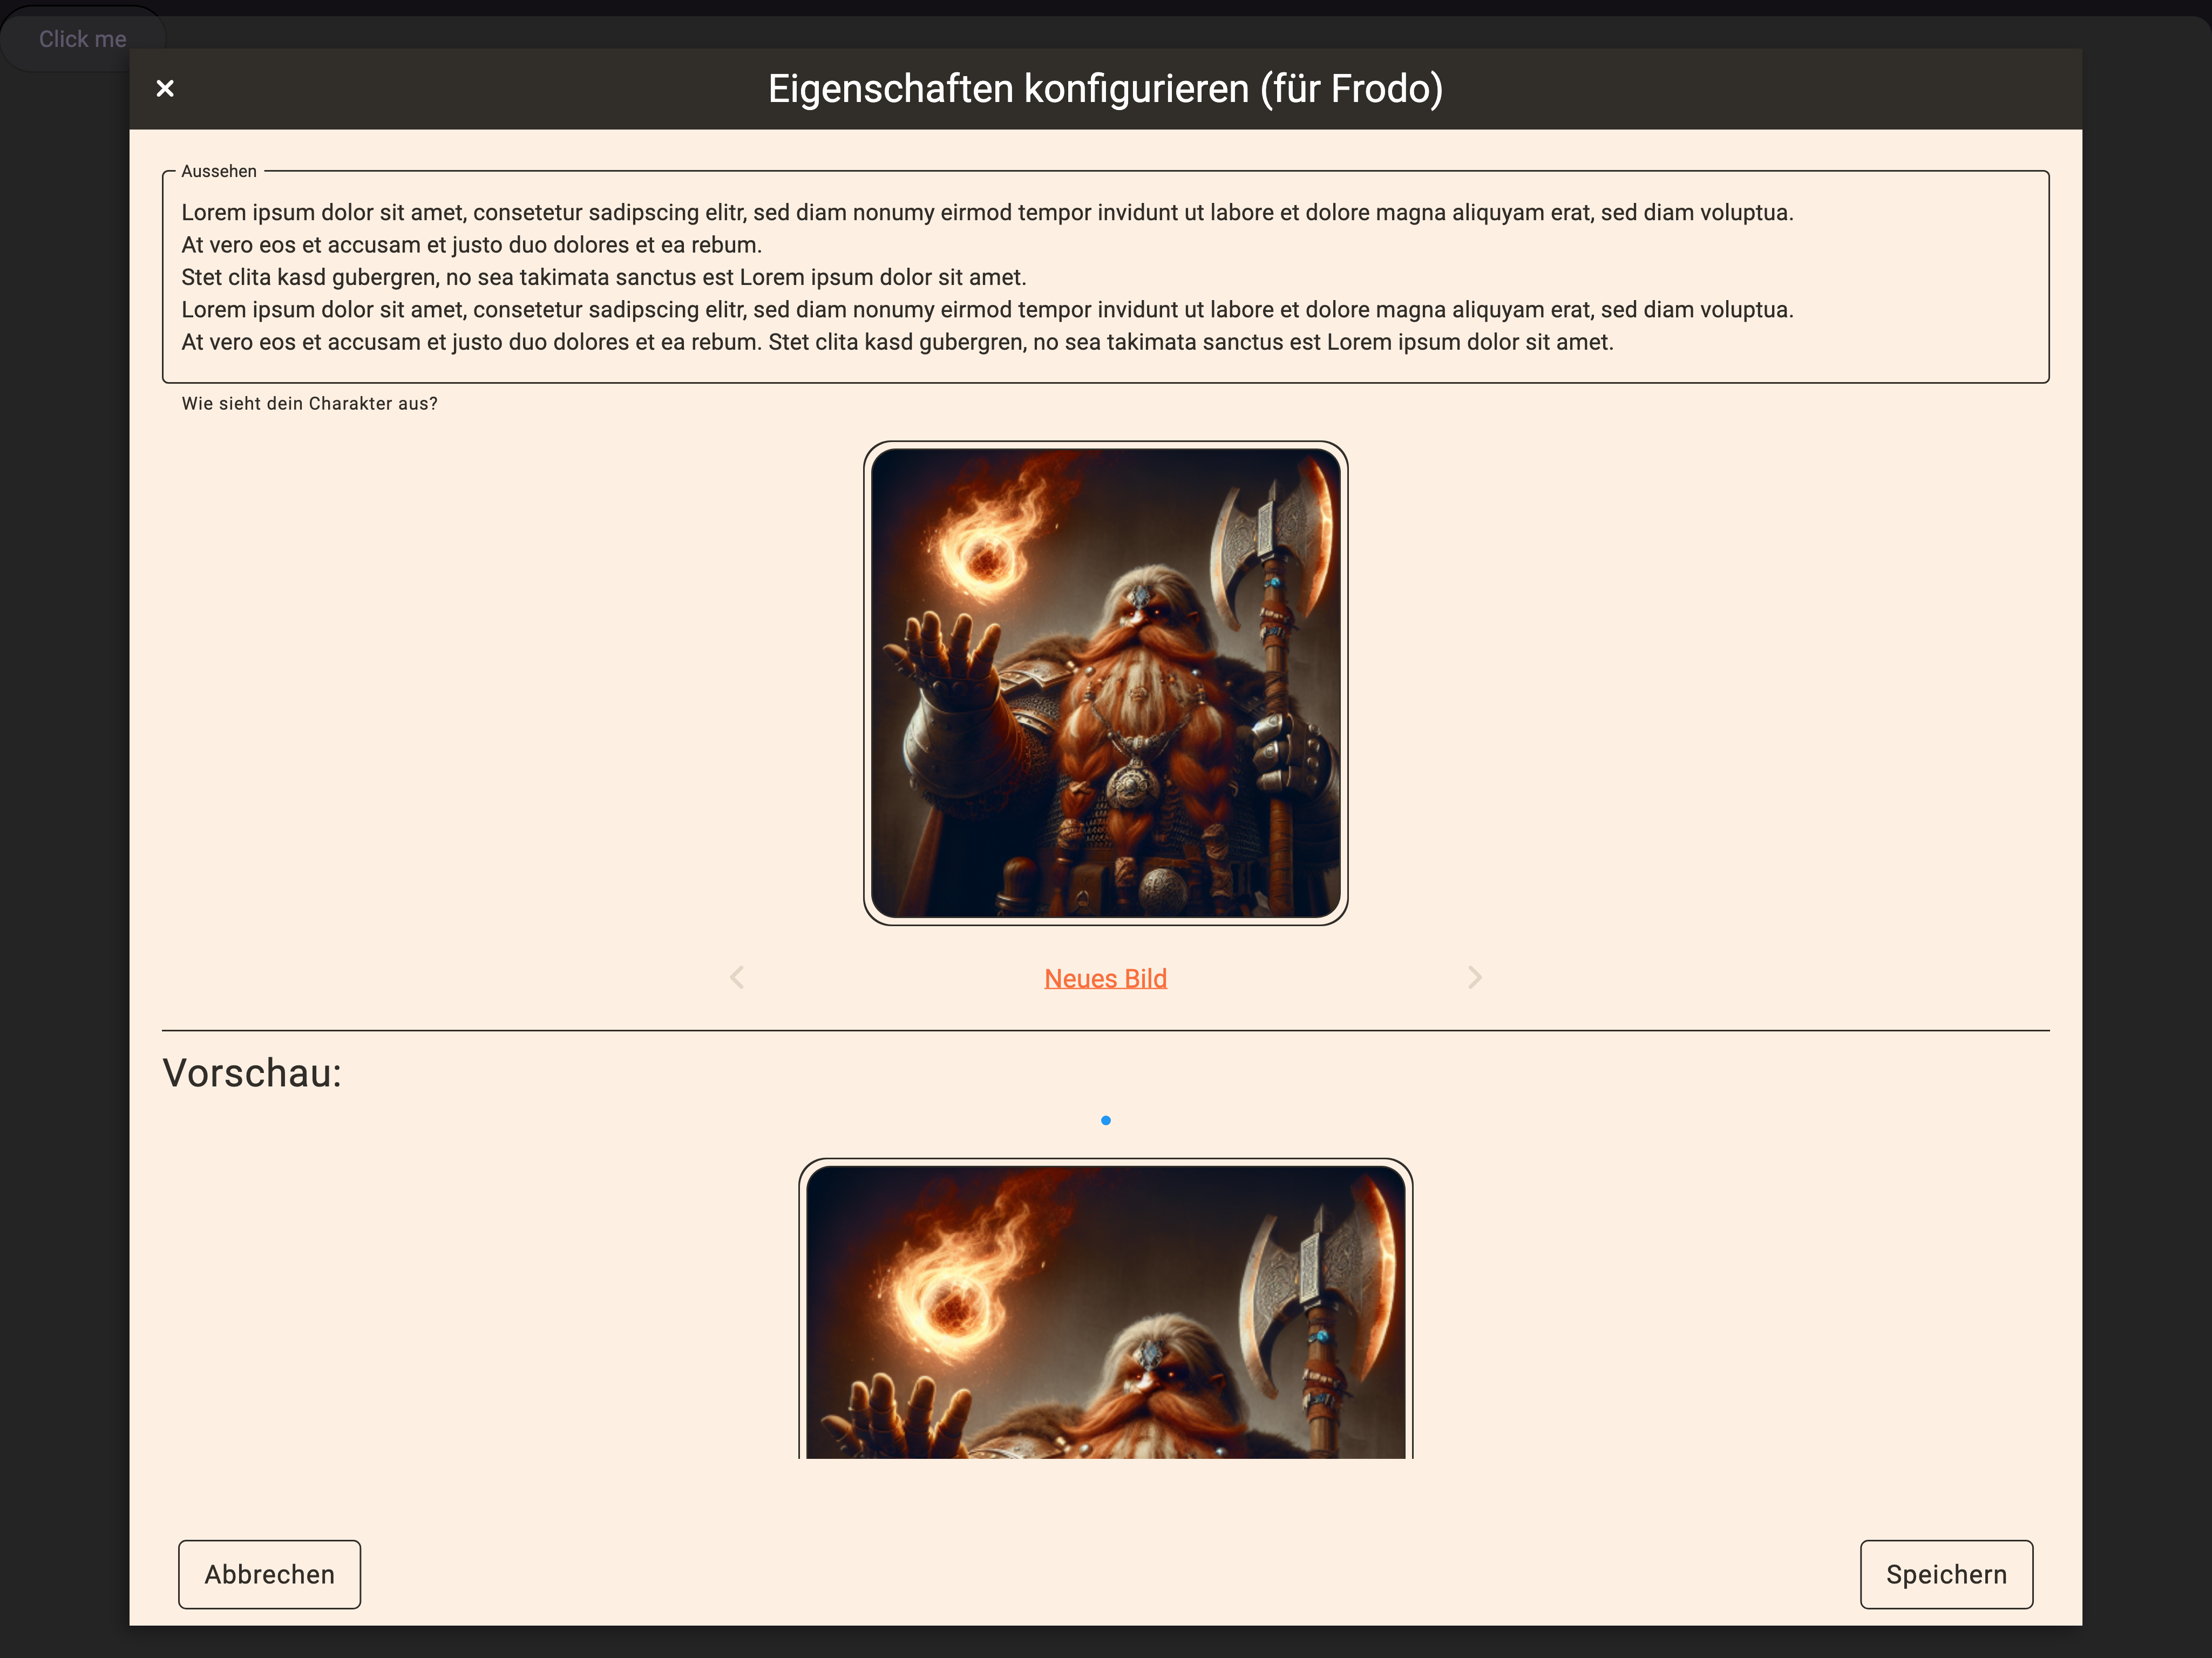 Click me
Eigenschaften konfigurieren (für Frodo)
Aussehen
Lorem ipsum dolor sit amet, consetetur sadipscing elitr, sed diam nonumy eirmod tempor invidunt ut labore et dolore magna aliquyam erat, sed diam voluptua.
At vero eos et accusam et justo duo dolores et ea rebum.
Stet clita kasd gubergren, no sea takimata sanctus est Lorem ipsum dolor sit amet.
Lorem ipsum dolor sit amet, consetetur sadipscing elitr, sed diam nonumy eirmod tempor invidunt ut labore et dolore magna aliquyam erat, sed diam voluptua.
At vero eos et accusam et justo duo dolores et ea rebum. Stet clita kasd gubergren, no sea takimata sanctus est Lorem ipsum dolor sit amet.
Wie sieht dein Charakter aus?
Neues Bild
Vorschau:
Abbrechen
Speichern